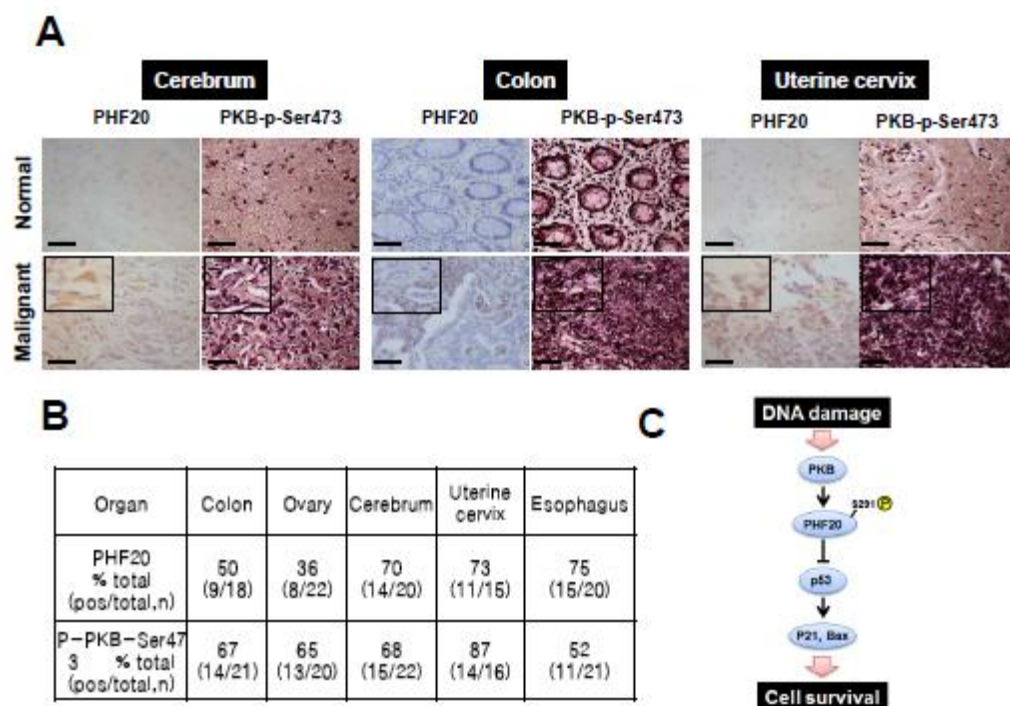 A
Cerebrum
Colon
Uterine cervix
PHF20
PKB-p-Ser473
PHF20
PKB-p-Ser473
PHF20
PKB-p-Ser473
Normal
Malignant
B
Organ Colon Ovary Cerebrum Uterine cervix Esophagus
PHF20 % total (pos/total,n) 50 (9/18) 36 (8/22) 70 (14/20) 73 (11/15) 75 (15/20)
P-PKB-Ser47 3 % total (pos/total,n) 67 (14/21) 65 (13/20) 68 (15/22) 87 (14/16) 52 (11/21)
C
DNA damage
PKB
S291 P
PHF20
p53
P21, Bax
Cell survival